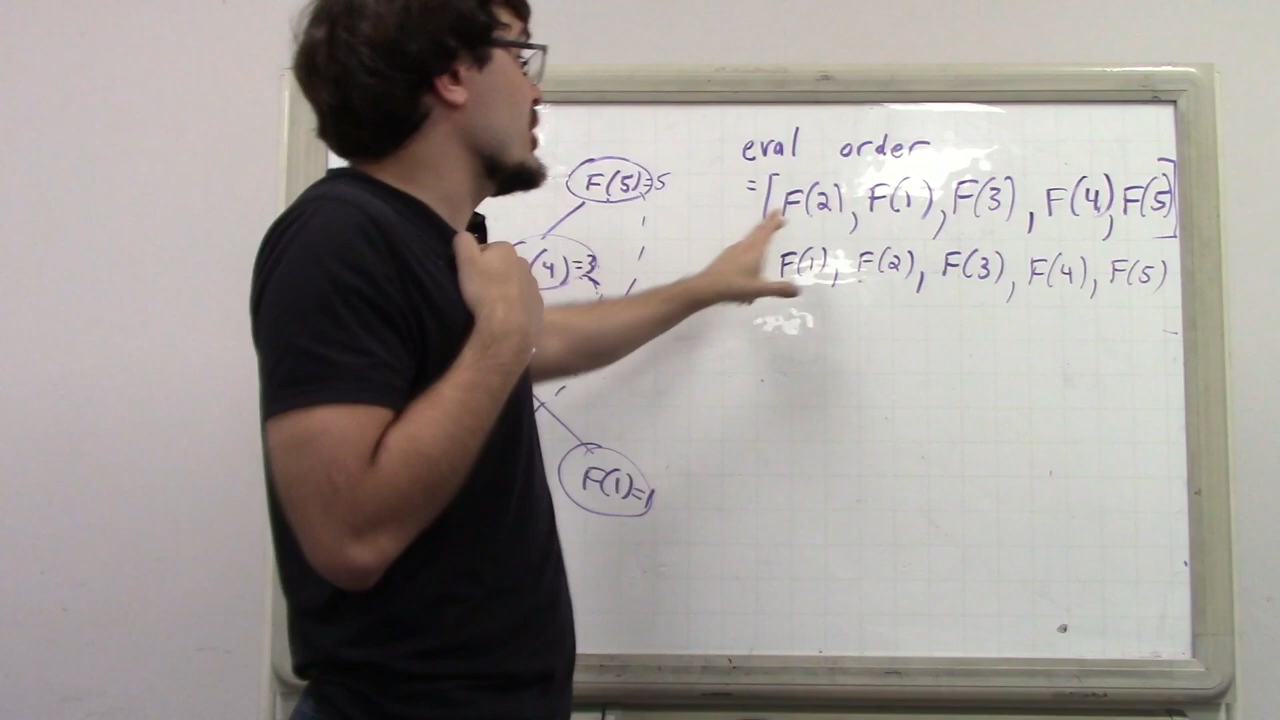 eval order
F(5)=5
=[F(2), F(1), F(3), F(4), F(5)]
(4)=3
F(1), F(2), F(3), F(4), F(5)
F(1)=1